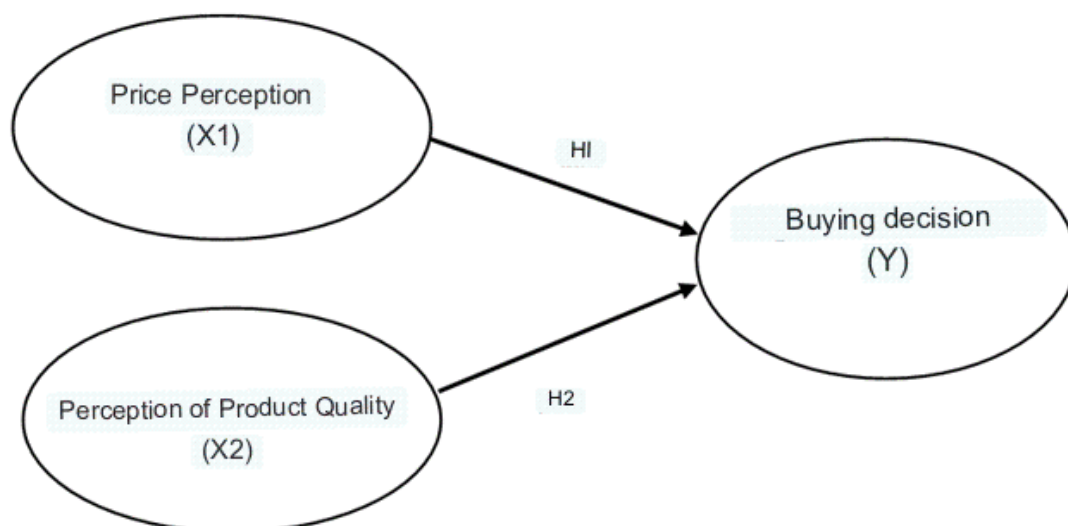 Price Perception
(X1)
HI
Buying decision
(Y)
Perception of Product Quality
(X2)
H2